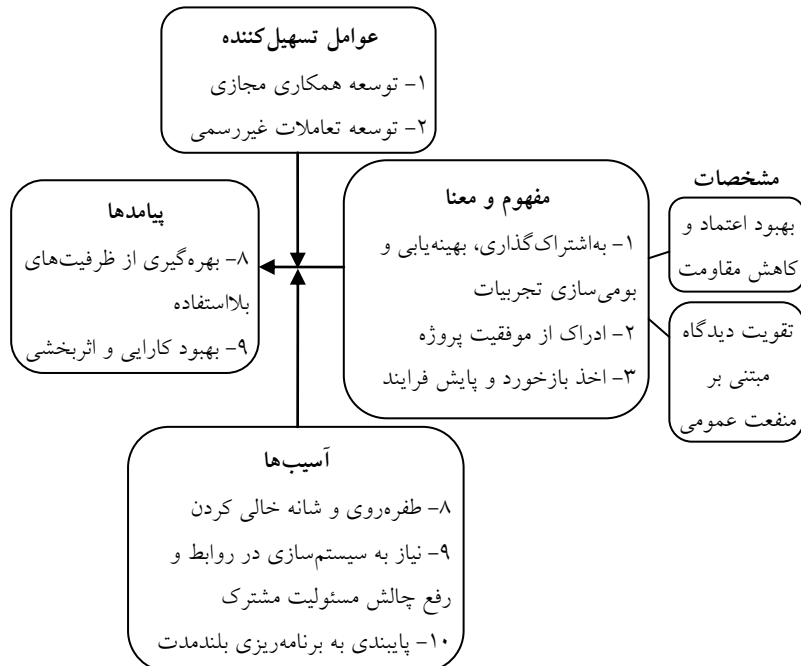 عوامل تسهیل‌کننده
۱- توسعه همکاری مجازی
۲- توسعه تعاملات غیررسمی
مشخصات
بهبود اعتماد و
کاهش مقاومت
تقویت دیدگاه
مبتنی بر
منفعت عمومی
مفهوم و معنا
۱- به‌اشتراک‌گذاری، بهینه‌یابی و
بومی‌سازی تجربیات
۲- ادراک از موفقیت پروژه
۳- اخذ بازخورد و پایش فرایند
پیامدها
۸- بهره‌گیری از ظرفیت‌های
بلااستفاده
۹- بهبود کارایی و اثربخشی
آسیب‌ها
۸- طفره‌روی و شانه خالی کردن
۹- نیاز به سیستم‌سازی در روابط و
رفع چالش مسئولیت مشترک
۱۰- پایبندی به برنامه‌ریزی بلندمدت